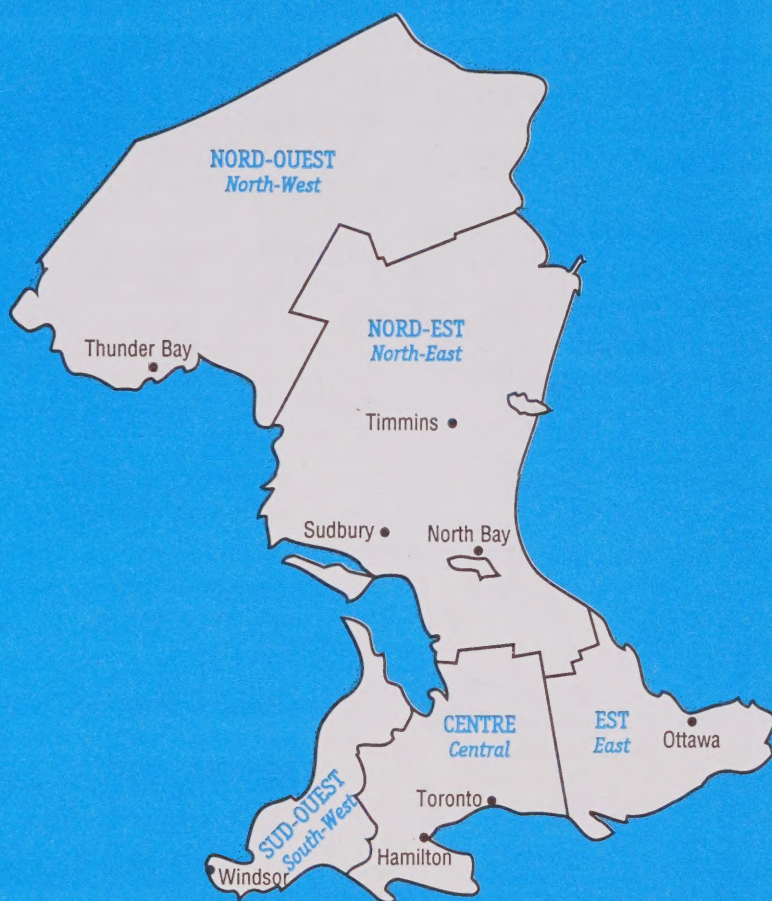 NORD-OUEST
North-West
Thunder Bay
NORD-EST
North-East
Timmins
Sudbury
North Bay
CENTRE
Central
EST
East
Ottawa
SUD-OUEST
South-West
Toronto
Hamilton
Windsor